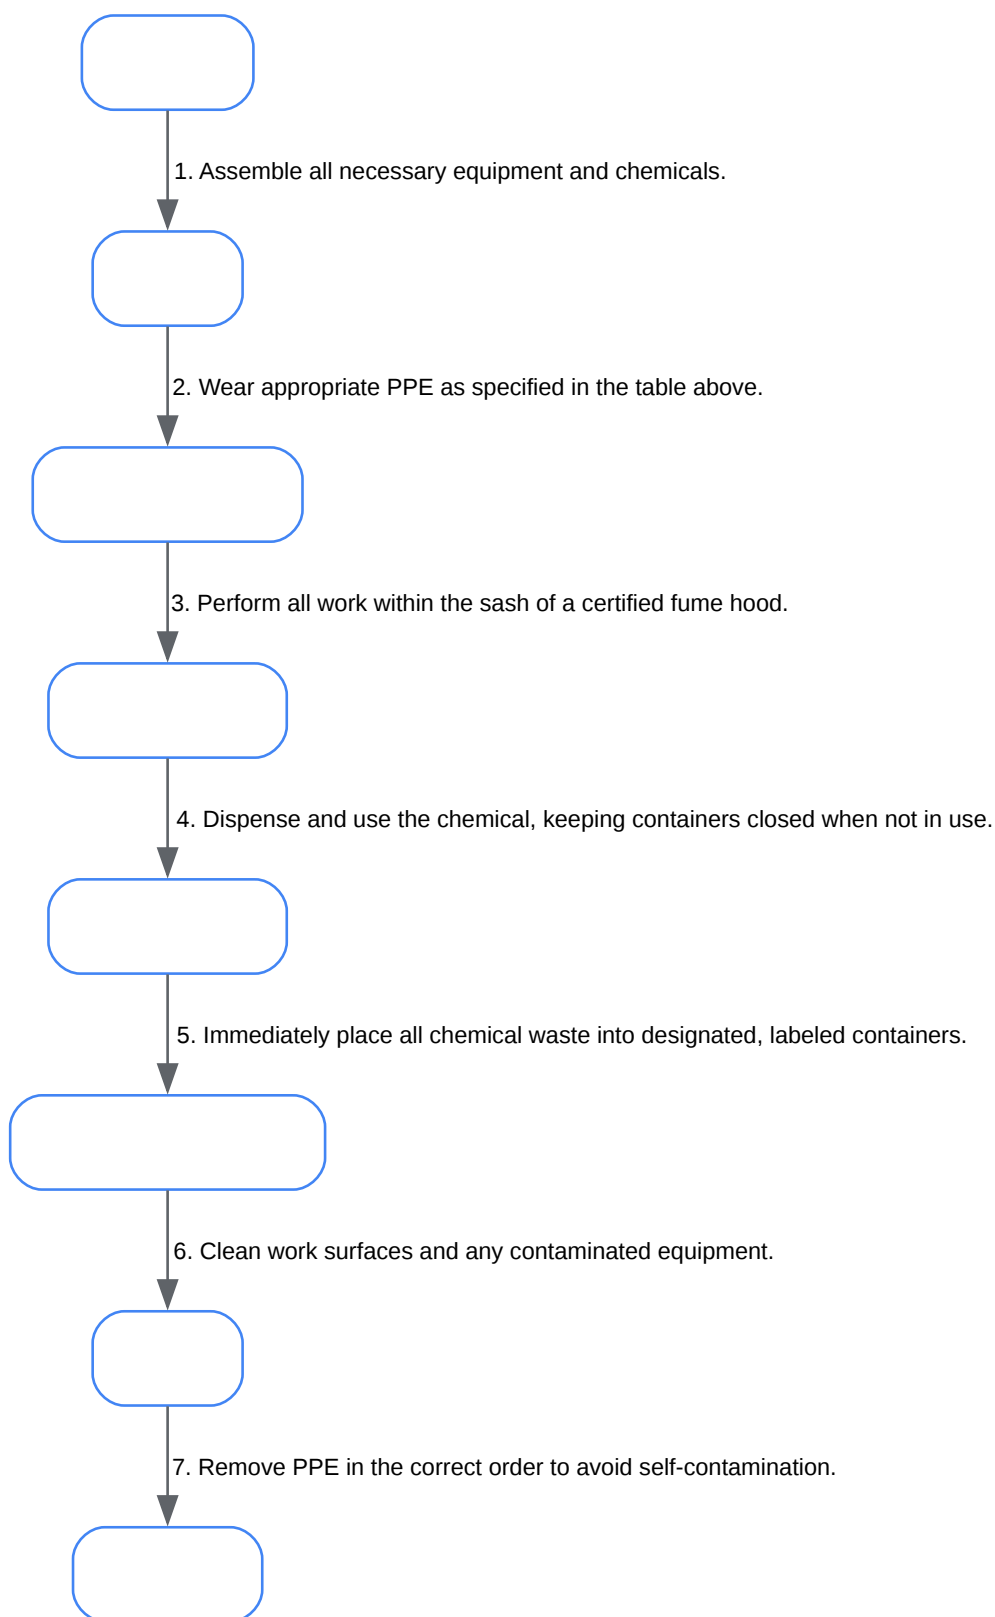 1. Assemble all necessary equipment and chemicals.
2. Wear appropriate PPE as specified in the table above.
3. Perform all work within the sash of a certified fume hood.
4. Dispense and use the chemical, keeping containers closed when not in use.
5. Immediately place all chemical waste into designated, labeled containers.
6. Clean work surfaces and any contaminated equipment.
7. Remove PPE in the correct order to avoid self-contamination.